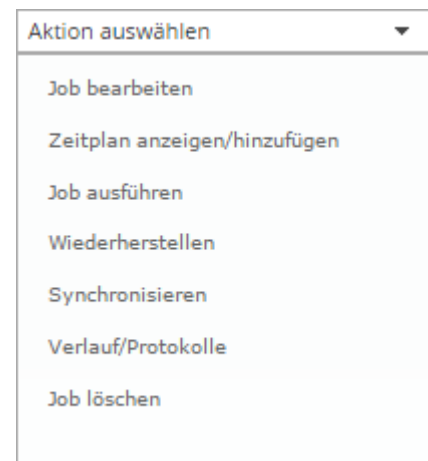 Aktion auswählen
Job bearbeiten
Zeitplan anzeigen/hinzufügen
Job ausführen
Wiederherstellen
Synchronisieren
Verlauf/Protokolle
Job löschen